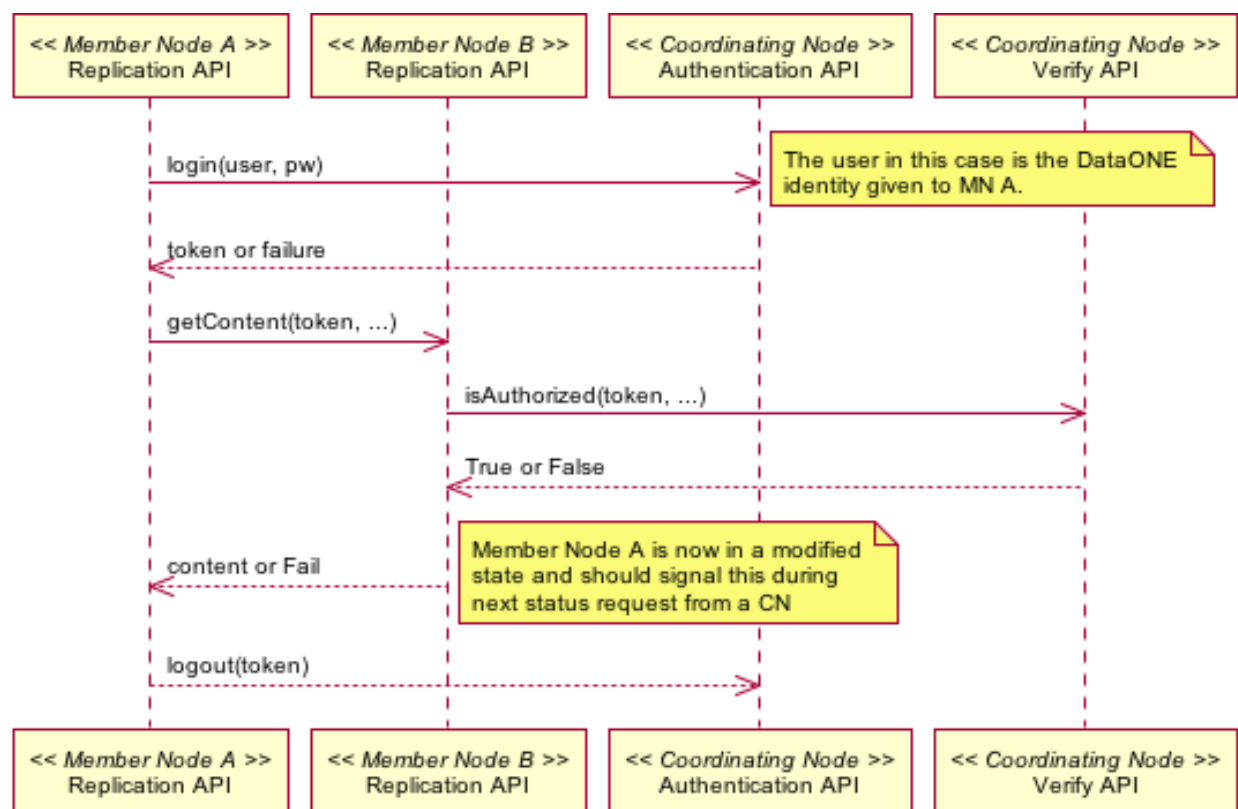 << Member Node A >>
Replication API
<< Member Node B >>
Replication API
<< Coordinating Node >>
Authentication API
<< Coordinating Node >>
Verify API
login(user, pw)
The user in this case is the DataONE
identity given to MN A.
token or failure
getContent(token, ...)
isAuthorized(token, ...)
True or False
content or Fail
Member Node A is now in a modified
state and should signal this during
next status request from a CN
logout(token)
<< Member Node A >>
Replication API
<< Member Node B >>
Replication API
<< Coordinating Node >>
Authentication API
<< Coordinating Node >>
Verify API